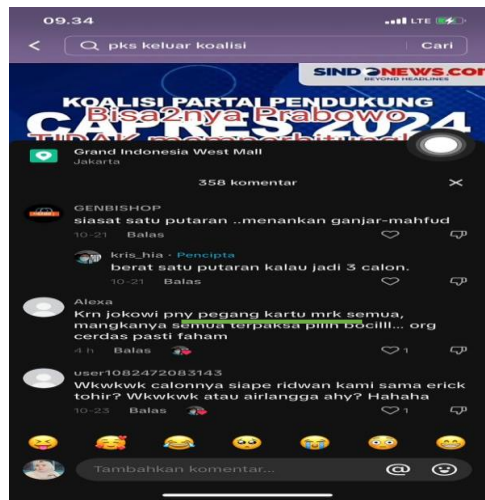 09.34
LTE
pks keluar koalisi
Cari
SINDONEWS.COM
BEYOND HEADLINES
KOALISI PARTAI PENDUKUNG
CAPRES 2024
Bisa2nya Prabowo
TIDAK
Grand Indonesia West Mall
Jakarta
358 komentar
GENBISHOP
siasat satu putaran ..menankan ganjar-mahfud
10-21 Balas
kris_hia · Pencipta
berat satu putaran kalau jadi 3 calon.
10-21 Balas
Alexa
Krn jokowi pny pegang kartu mrk semua,
mangkanya semua terpaksa pilih bocilll... org
cerdas pasti faham
4 h Balas
1
user1082472083143
Wkwkwk calonnya siape ridwan kami sama erick
tohir? Wkwkwk atau airlangga ahy? Hahaha
10-23 Balas
1
Tambahkan komentar...
@